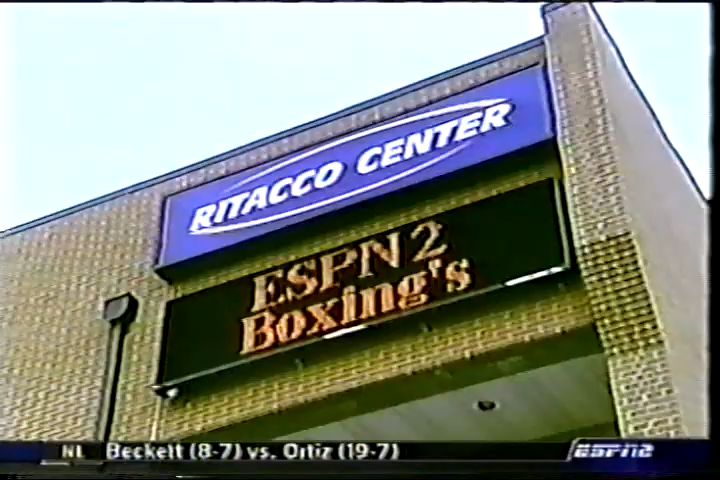 RITACCO CENTER
ESPN2
Boxing's
NL Beckett (8-7) vs. Ortiz (19-7) ESPN2